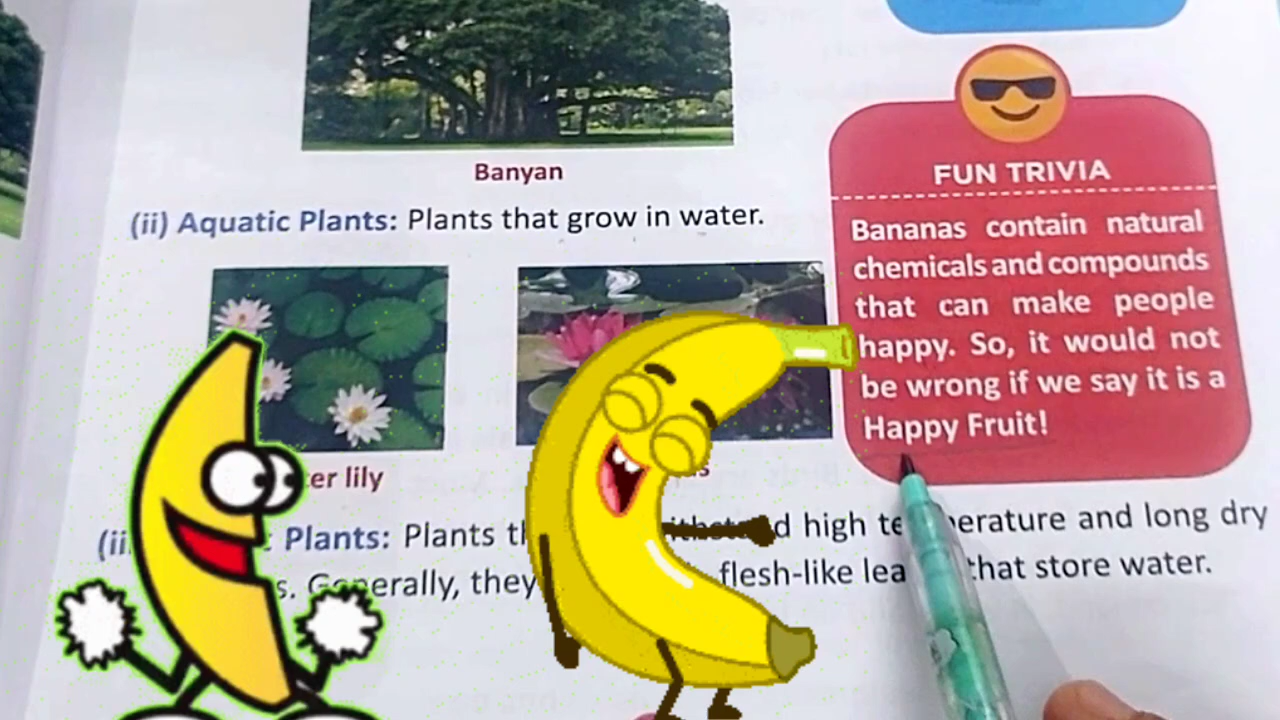 Banyan
(ii) Aquatic Plants: Plants that grow in water.
er lily
s
Plants: Plants
d high te erature and long dry
s. Generally, they flesh-like that store water.
FUN TRIVIA
Bananas contain natural
chemicals and compounds
that can make people
happy. So, it would not
be wrong if we say it is a
Happy Fruit!